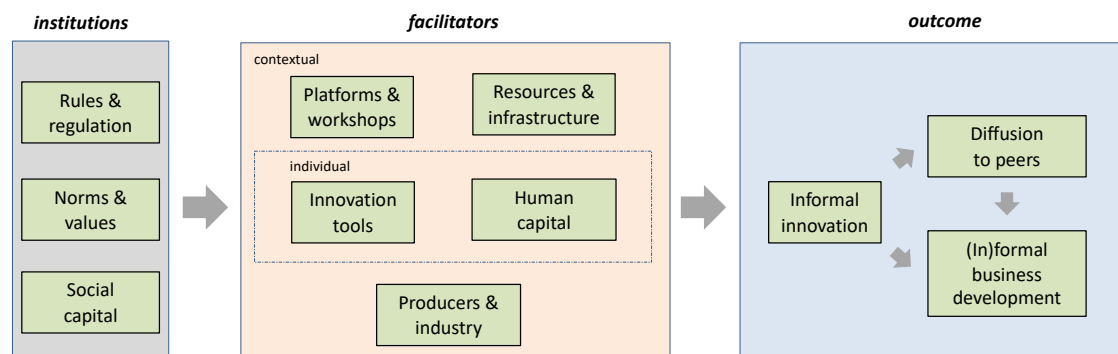 institutions
facilitators
outcome
Rules &
regulation
Norms &
values
Social
capital
contextual
Platforms &
workshops
Resources &
infrastructure
individual
Innovation
tools
Human
capital
Producers &
industry
Informal
innovation
Diffusion
to peers
(In)formal
business
development